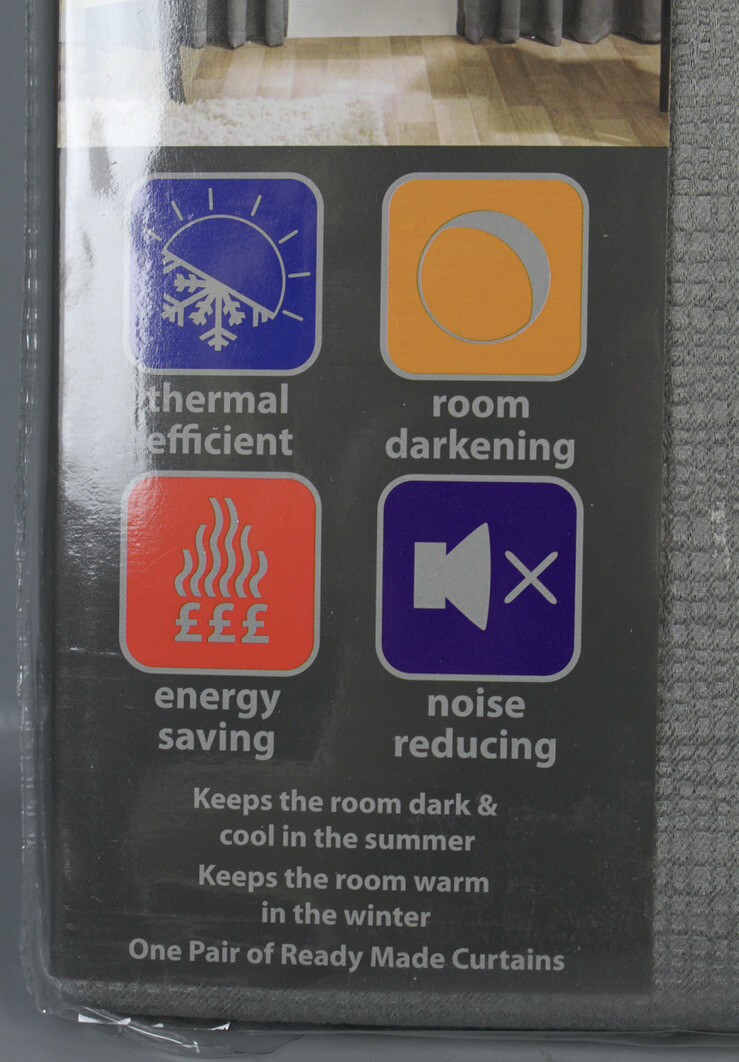 thermal
efficient
room
darkening
£££
energy
saving
noise
reducing
Keeps the room dark &
cool in the summer
Keeps the room warm
in the winter
One Pair of Ready Made Curtains